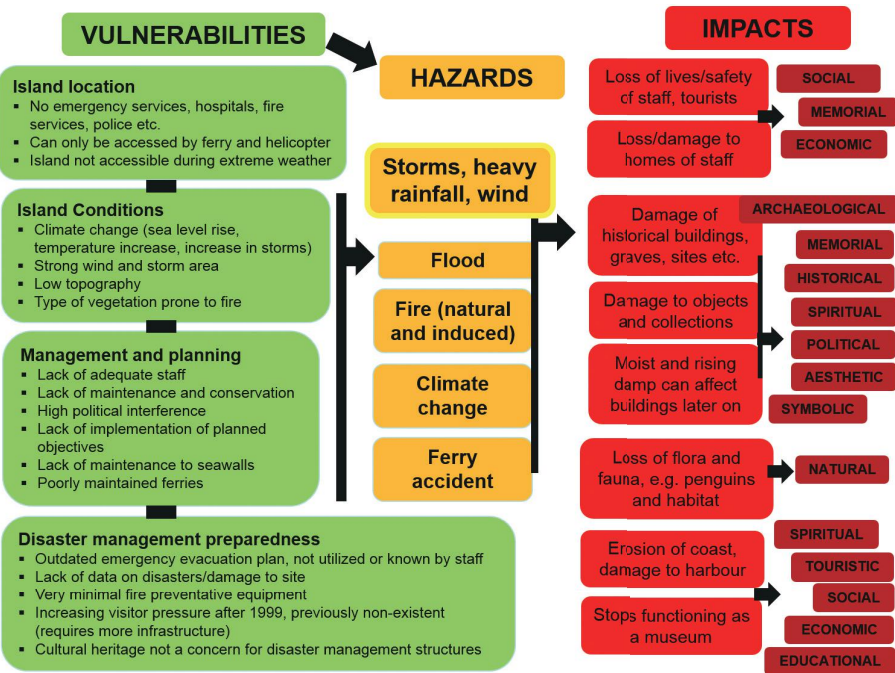 VULNERABILITIES
Island location
▪ No emergency services, hospitals, fire
services, police etc.
▪ Can only be accessed by ferry and helicopter
▪ Island not accessible during extreme weather
Island Conditions
▪ Climate change (sea level rise,
temperature increase, increase in storms)
▪ Strong wind and storm area
▪ Low topography
▪ Type of vegetation prone to fire
Management and planning
▪ Lack of adequate staff
▪ Lack of maintenance and conservation
▪ High political interference
▪ Lack of implementation of planned
objectives
▪ Lack of maintenance to seawalls
▪ Poorly maintained ferries
Disaster management preparedness
▪ Outdated emergency evacuation plan, not utilized or known by staff
▪ Lack of data on disasters/damage to site
▪ Very minimal fire preventative equipment
▪ Increasing visitor pressure after 1999, previously non-existent
(requires more infrastructure)
▪ Cultural heritage not a concern for disaster management structures
HAZARDS
Storms, heavy
rainfall, wind
Flood
Fire (natural
and induced)
Climate
change
Ferry
accident
IMPACTS
Loss of lives/safety
of staff, tourists
Loss/damage to
homes of staff
SOCIAL
MEMORIAL
ECONOMIC
Damage of
historical buildings,
graves, sites etc.
Damage to objects
and collections
Moist and rising
damp can affect
buildings later on
ARCHAEOLOGICAL
MEMORIAL
HISTORICAL
SPIRITUAL
POLITICAL
AESTHETIC
SYMBOLIC
Loss of flora and
fauna, e.g. penguins
and habitat
NATURAL
Erosion of coast,
damage to harbour
Stops functioning as
a museum
SPIRITUAL
TOURISTIC
SOCIAL
ECONOMIC
EDUCATIONAL